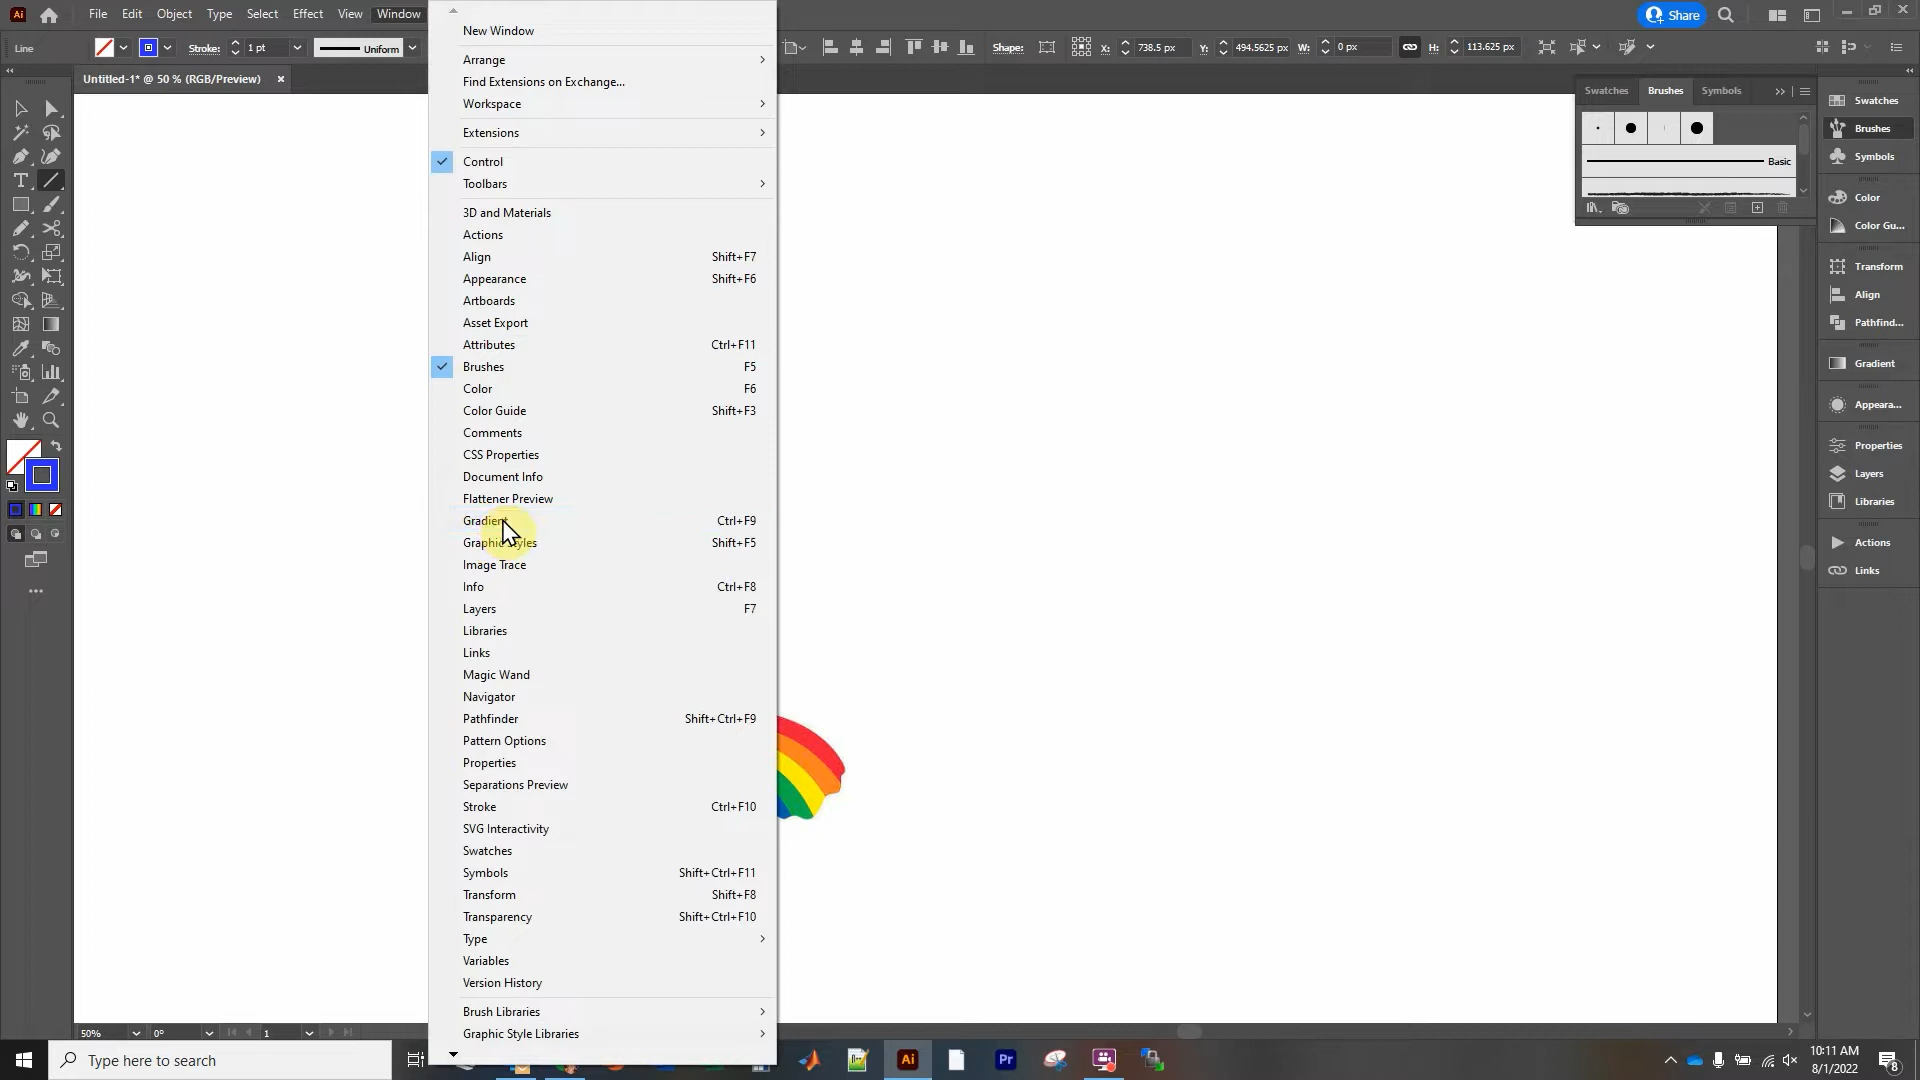 Ai File Edit Object Type Select Effect View Window
Share
Line Stroke: 1 pt Uniform
Shape: X: 738.5 px Y: 494.5625 px W: 0 px H: 113.625 px
Untitled-1* @ 50 % (RGB/Preview) ×
New Window
Arrange
Find Extensions on Exchange...
Workspace
Extensions
Control
Toolbars
3D and Materials
Actions
Align Shift+F7
Appearance Shift+F6
Artboards
Asset Export
Attributes Ctrl+F11
Brushes F5
Color F6
Color Guide Shift+F3
Comments
CSS Properties
Document Info
Flattener Preview
Gradient Ctrl+F9
Graphic Styles Shift+F5
Image Trace
Info Ctrl+F8
Layers F7
Libraries
Links
Magic Wand
Navigator
Pathfinder Shift+Ctrl+F9
Pattern Options
Properties
Separations Preview
Stroke Ctrl+F10
SVG Interactivity
Swatches
Symbols Shift+Ctrl+F11
Transform Shift+F8
Transparency Shift+Ctrl+F10
Type
Variables
Version History
Brush Libraries
Graphic Style Libraries
Swatches Brushes Symbols
Basic
Swatches
Brushes
Symbols
Color
Color Gu...
Transform
Align
Pathfind...
Gradient
Appeara...
Properties
Layers
Libraries
Actions
Links
50% 0° 1
Type here to search
Ai Pr
10:11 AM
8/1/2022
8